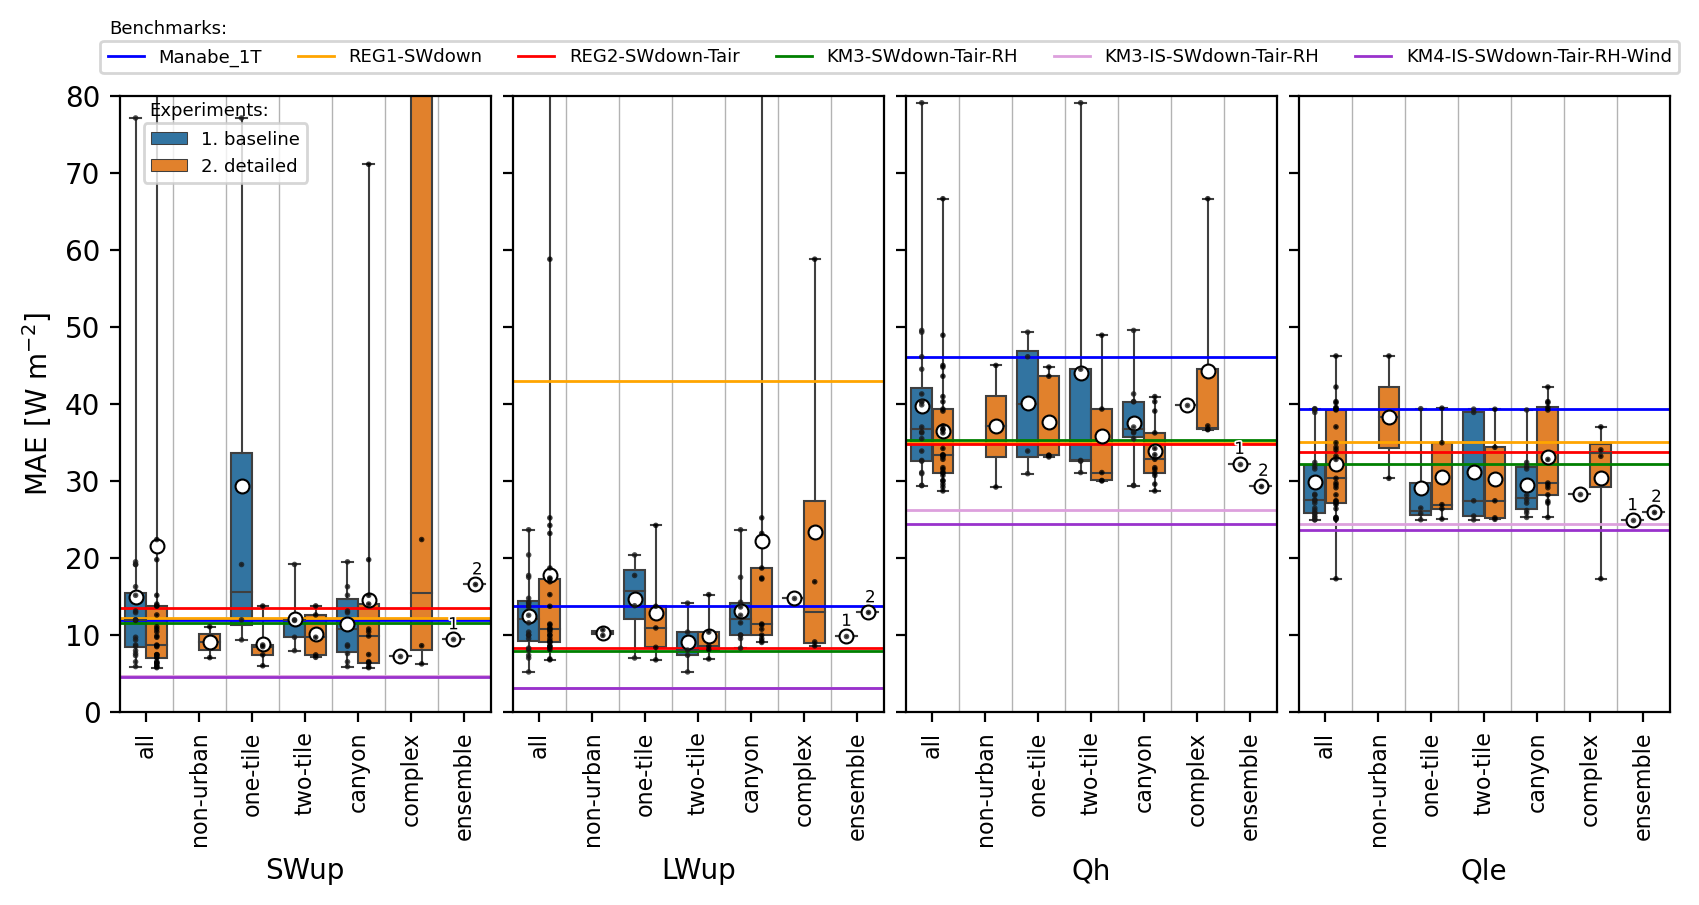 Benchmarks:
Manabe_1T REG1-SWdown REG2-SWdown-Tair KM3-SWdown-Tair-RH KM3-IS-SWdown-Tair-RH KM4-IS-SWdown-Tair-RH-Wind
Experiments:
1. baseline
2. detailed
MAE [W m⁻²]
80
70
60
50
40
30
20
10
0
1 2 1 2 1 2 1 2
all non-urban one-tile two-tile canyon complex ensemble all non-urban one-tile two-tile canyon complex ensemble all non-urban one-tile two-tile canyon complex ensemble all non-urban one-tile two-tile canyon complex ensemble
SWup LWup Qh Qle